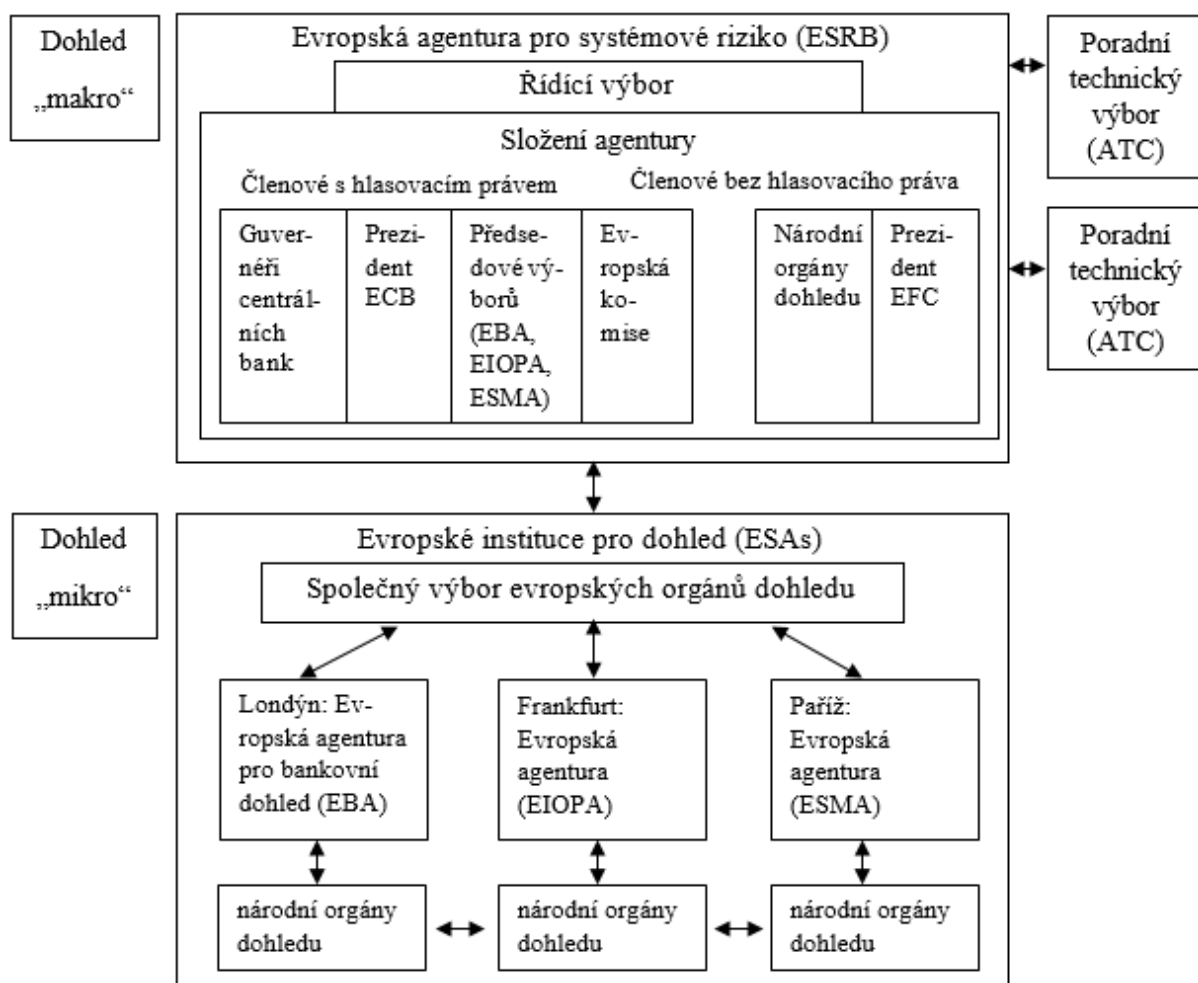 Dohled
„makro“
Evropská agentura pro systémové riziko (ESRB)
Řídící výbor
Složení agentury
Členové s hlasovacím právem
Členové bez hlasovacího práva
Guver-
néři
centrál-
ních
bank
Prezi-
dent
ECB
Předse-
dové vý-
borů
(EBA,
EIOPA,
ESMA)
Ev-
ropská
ko-
mise
Národní
orgány
dohledu
Prezi-
dent
EFC
Poradní
technický
výbor
(ATC)
Poradní
technický
výbor
(ATC)
Dohled
„mikro“
Evropské instituce pro dohled (ESAs)
Společný výbor evropských orgánů dohledu
Londýn: Ev-
ropská agentura
pro bankovní
dohled (EBA)
Frankfurt:
Evropská
agentura
(EIOPA)
Paříž:
Evropská
agentura
(ESMA)
národní orgány
dohledu
národní orgány
dohledu
národní orgány
dohledu